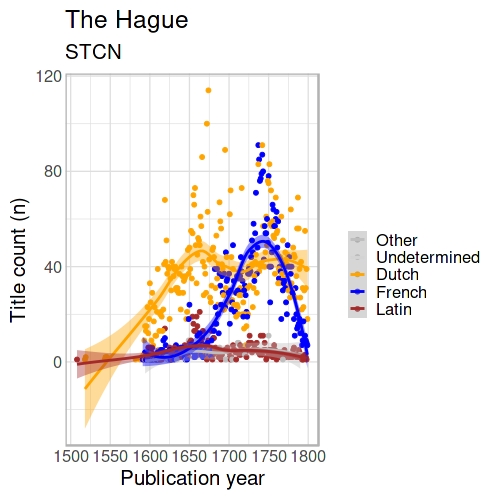 The Hague
STCN
120
80
40
0
Title count (n)
1500 1550 1600 1650 1700 1750 1800
Publication year
Other
Undetermined
Dutch
French
Latin